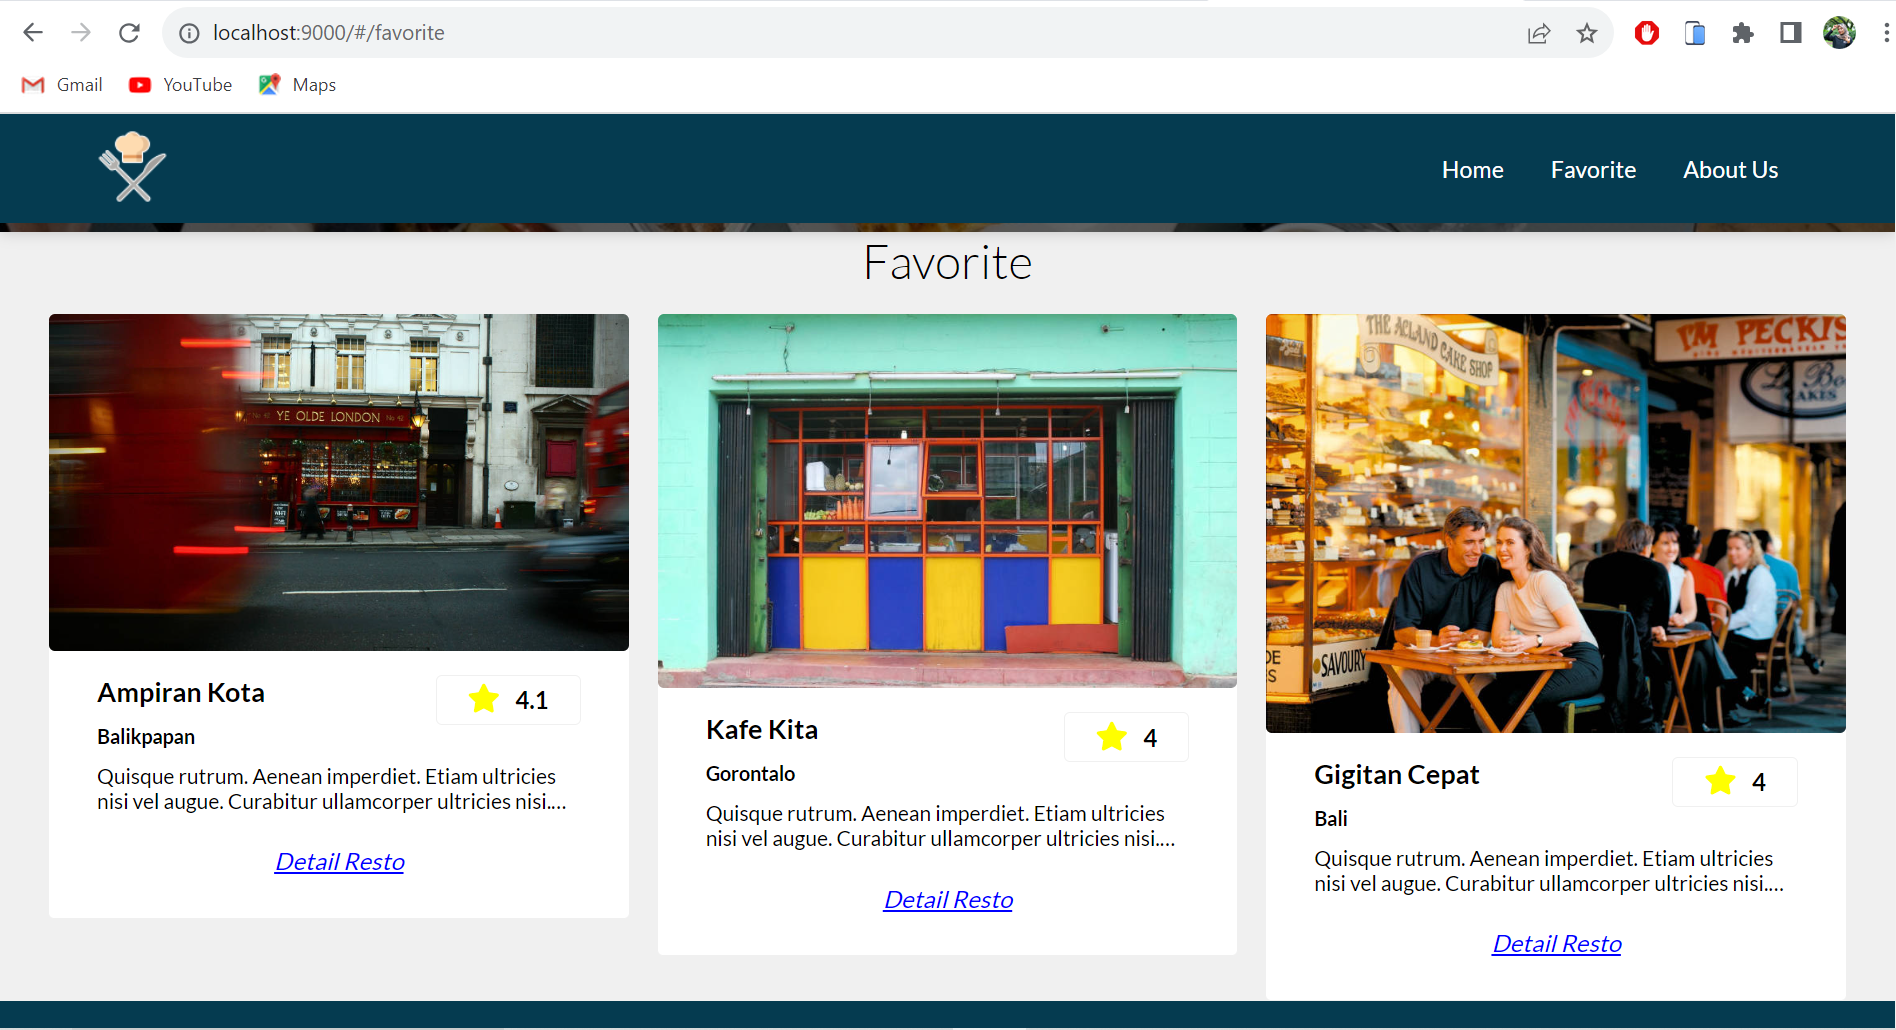 localhost:9000/#/favorite
Gmail
YouTube
Maps
Home
Favorite
About Us
Favorite
YE OLDE LONDON
THE ACLAND CAKE SHOP
I'M PECKIS
CAKES
SAVOURY
Ampiran Kota
4.1
Balikpapan
Quisque rutrum. Aenean imperdiet. Etiam ultricies
nisi vel augue. Curabitur ullamcorper ultricies nisi....
Detail Resto
Kafe Kita
4
Gorontalo
Quisque rutrum. Aenean imperdiet. Etiam ultricies
nisi vel augue. Curabitur ullamcorper ultricies nisi....
Detail Resto
Gigitan Cepat
4
Bali
Quisque rutrum. Aenean imperdiet. Etiam ultricies
nisi vel augue. Curabitur ullamcorper ultricies nisi....
Detail Resto